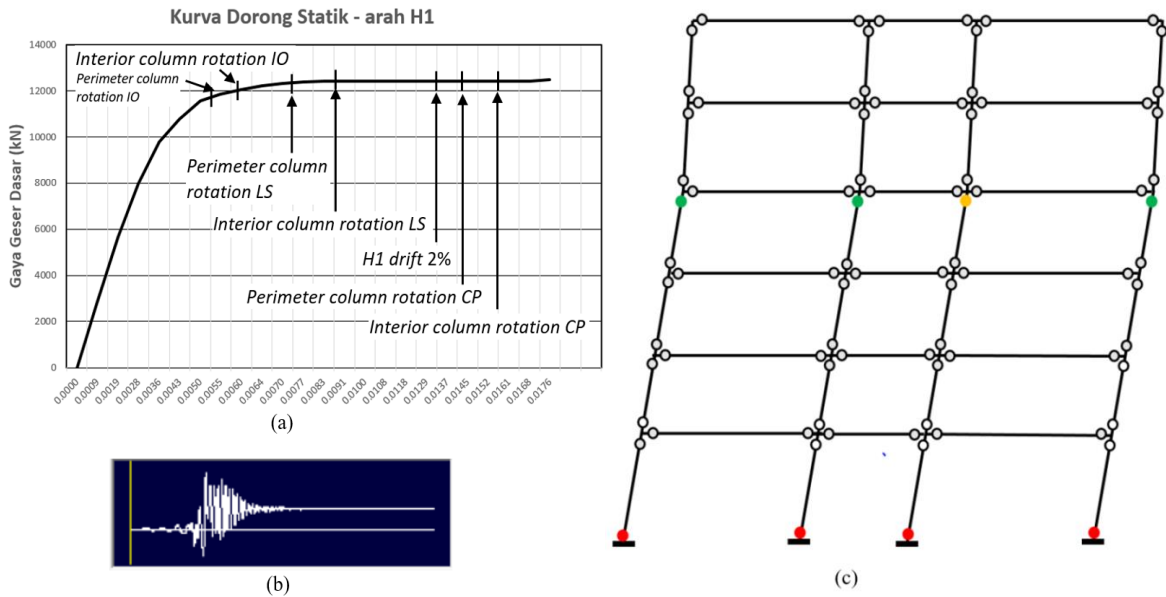 Kurva Dorong Statik - arah H1
Gaya Geser Dasar (kN)
14000
12000
10000
8000
6000
4000
2000
0
Interior column rotation IO
Perimeter column
rotation IO
Perimeter column
rotation LS
Interior column rotation LS
H1 drift 2%
Perimeter column rotation CP
Interior column rotation CP
0.0000
0.0009
0.0019
0.0028
0.0036
0.0043
0.0050
0.0055
0.0060
0.0064
0.0070
0.0077
0.0083
0.0091
0.0100
0.0108
0.0118
0.0129
0.0137
0.0145
0.0152
0.0161
0.0168
0.0176
(a)
(b)
(c)